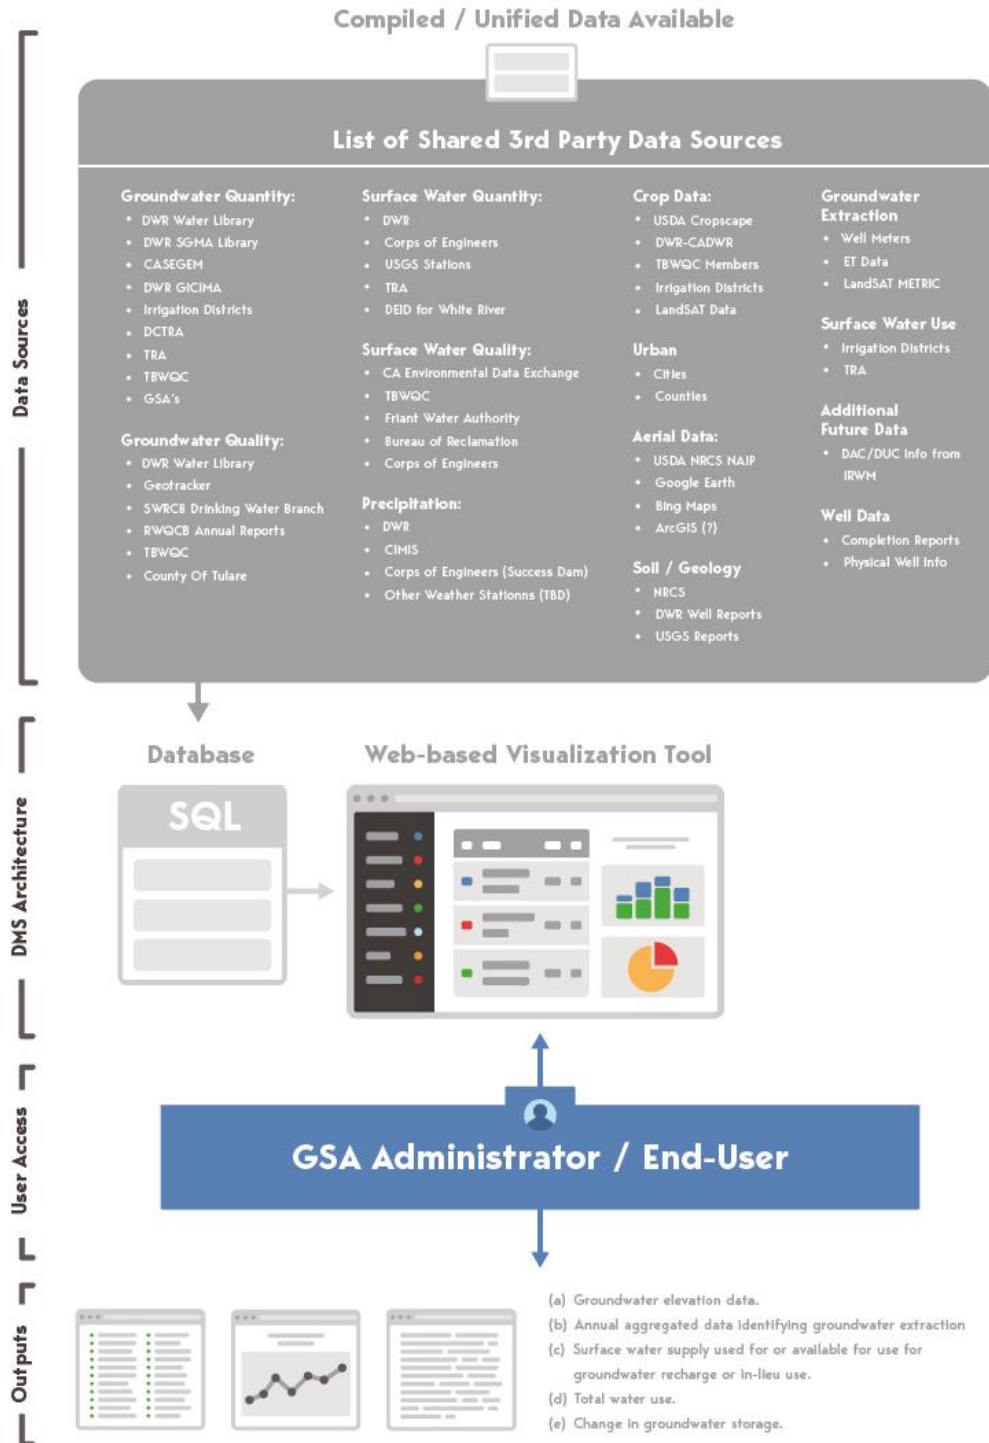 Compiled / Unified Data Available
List of Shared 3rd Party Data Sources
Groundwater Quantity:
• DWR Water Library
• DWR SGMA Library
• CASEGEM
• DWR GICIMA
• Irrigation Districts
• DCTRA
• TRA
• TBWQC
• GSA's
Groundwater Quality:
• DWR Water Library
• Geotracker
• SWRCB Drinking Water Branch
• RWQCB Annual Reports
• TBWQC
• County Of Tulare
Surface Water Quantity:
• DWR
• Corps of Engineers
• USGS Stations
• TRA
• DEID for White River
Surface Water Quality:
• CA Environmental Data Exchange
• TBWQC
• Friant Water Authority
• Bureau of Reclamation
• Corps of Engineers
Precipitation:
• DWR
• CIMIS
• Corps of Engineers (Success Dam)
• Other Weather Stationns (TBD)
Crop Data:
• USDA Cropscape
• DWR-CADWR
• TBWQC Members
• Irrigation Districts
• LandSAT Data
Urban
• Cities
• Counties
Aerial Data:
• USDA NRCS NAIP
• Google Earth
• Bing Maps
• ArcGIS (?)
Soil / Geology
• NRCS
• DWR Well Reports
• USGS Reports
Groundwater
Extraction
• Well Meters
• ET Data
• LandSAT METRIC
Surface Water Use
• Irrigation Districts
• TRA
Additional
Future Data
• DAC/DUC Info from
IRWM
Well Data
• Completion Reports
• Physical Well Info
Data Sources
Database
Web-based Visualization Tool
SQL
DMS Architecture
GSA Administrator / End-User
User Access
(a) Groundwater elevation data.
(b) Annual aggregated data identifying groundwater extraction
(c) Surface water supply used for or available for use for
groundwater recharge or in-lieu use.
(d) Total water use.
(e) Change in groundwater storage.
Outputs